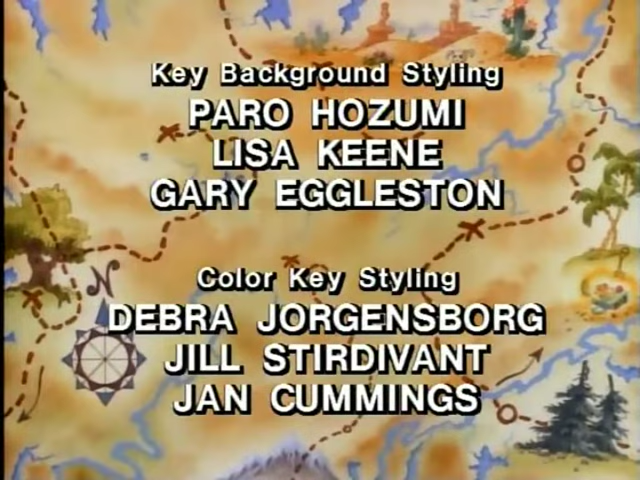 Key Background Styling
PARO HOZUMI
LISA KEENE
GARY EGGLESTON
Color Key Styling
N
DEBRA JORGENSBORG
JILL STIRDIVANT
JAN CUMMINGS